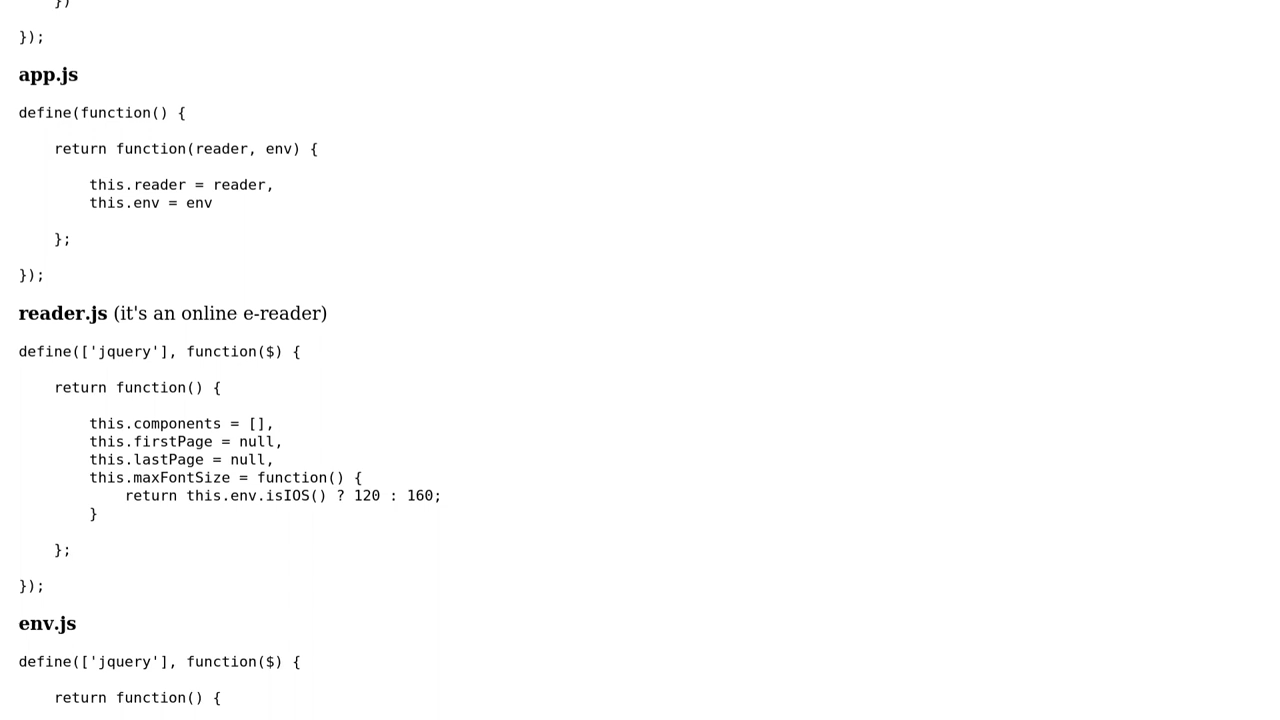 })
});
app.js
define(function() {
    return function(reader, env) {
        this.reader = reader,
        this.env = env
    };
});
reader.js (it's an online e-reader)
define(['jquery'], function($) {
    return function() {
        this.components = [],
        this.firstPage = null,
        this.lastPage = null,
        this.maxFontSize = function() {
            return this.env.isIOS() ? 120 : 160;
        }
    };
});
env.js
define(['jquery'], function($) {
    return function() {